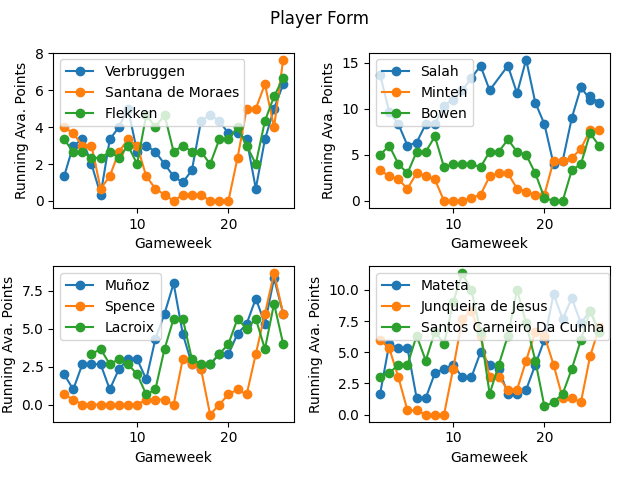 Player Form
Running Ava. Points
8
6
4
2
0
10
20
Gameweek
Verbruggen
Santana de Moraes
Flekken
Running Ava. Points
15
10
5
0
10
20
Gameweek
Salah
Minteh
Bowen
Running Ava. Points
7.5
5.0
2.5
0.0
10
20
Gameweek
Muñoz
Spence
Lacroix
Running Ava. Points
10.0
7.5
5.0
2.5
0.0
10
20
Gameweek
Mateta
Junqueira de Jesus
Santos Carneiro Da Cunha